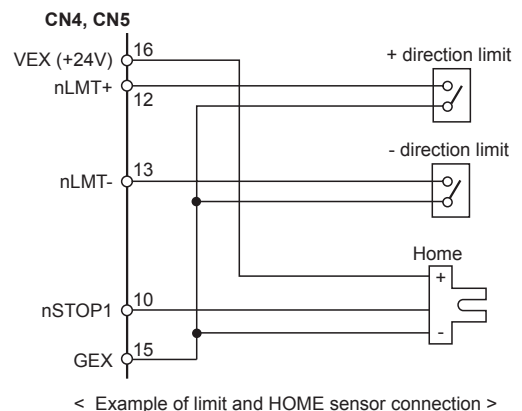 CN4, CN5
VEX (+24V) 16
+ direction limit
nLMT+ 12
- direction limit
nLMT- 13
Home
+
nSTOP1 10
-
GEX 15
< Example of limit and HOME sensor connection >